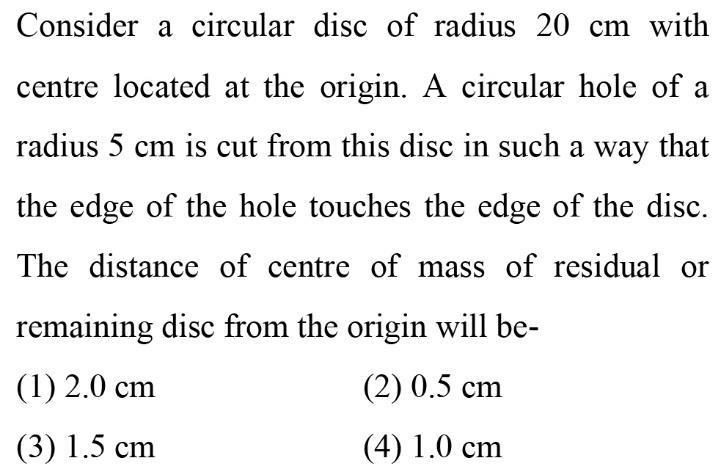 Consider a circular disc of radius 20 cm with
centre located at the origin. A circular hole of a
radius 5 cm is cut from this disc in such a way that
the edge of the hole touches the edge of the disc.
The distance of centre of mass of residual or
remaining disc from the origin will be-
(1) 2.0 cm (2) 0.5 cm
(3) 1.5 cm (4) 1.0 cm